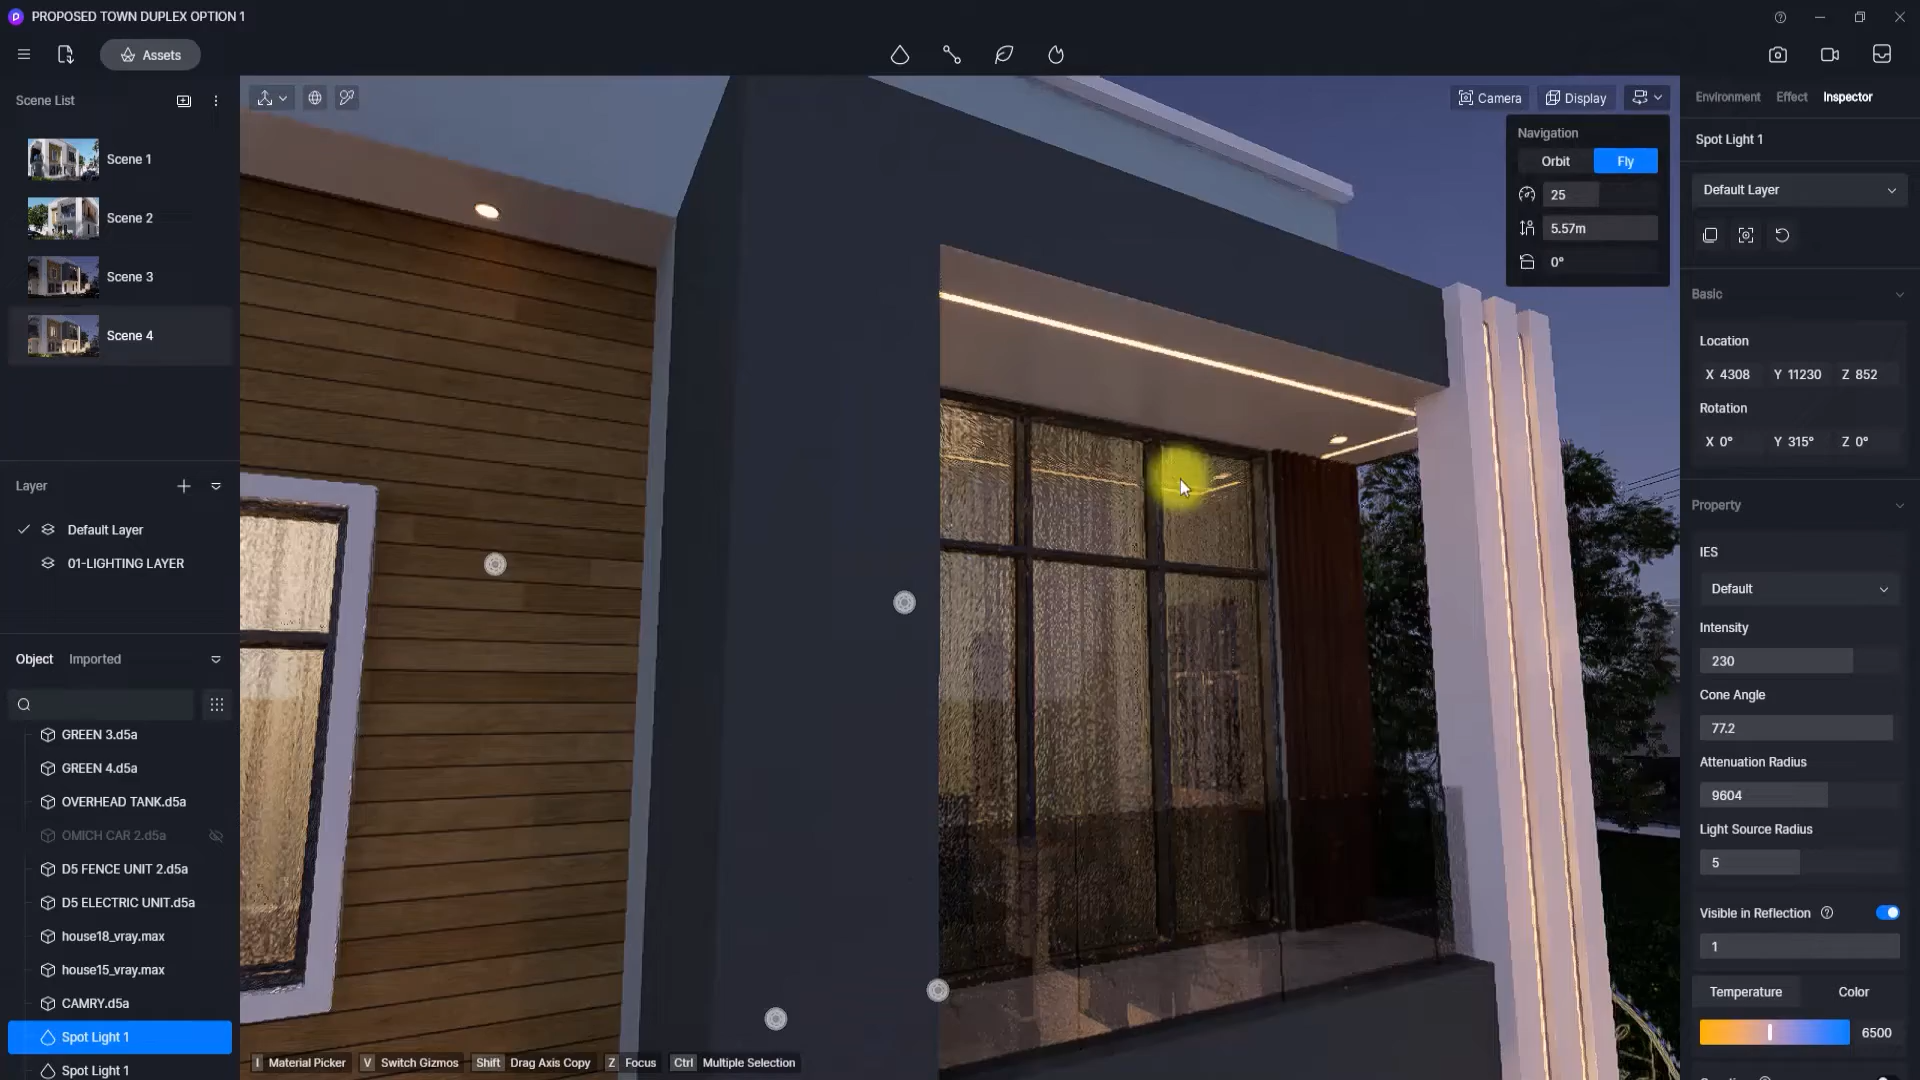 PROPOSED TOWN DUPLEX OPTION 1
Assets
Scene List
Scene 1
Scene 2
Scene 3
Scene 4
Layer
Default Layer
01-LIGHTING LAYER
Object Imported
GREEN 3.d5a
GREEN 4.d5a
OVERHEAD TANK.d5a
OMICH CAR 2.d5a
D5 FENCE UNIT 2.d5a
D5 ELECTRIC UNIT.d5a
house18_vray.max
house15_vray.max
CAMRY.d5a
Spot Light 1
Spot Light 1
Camera Display
Navigation
Orbit Fly
25
5.57m
0°
I Material Picker V Switch Gizmos Shift Drag Axis Copy Z Focus Ctrl Multiple Selection
Environment Effect Inspector
Spot Light 1
Default Layer
Basic
Location
X 4308 Y 11230 Z 852
Rotation
X 0° Y 315° Z 0°
Property
IES
Default
Intensity
230
Cone Angle
77.2
Attenuation Radius
9604
Light Source Radius
5
Visible in Reflection
1
Temperature Color
6500